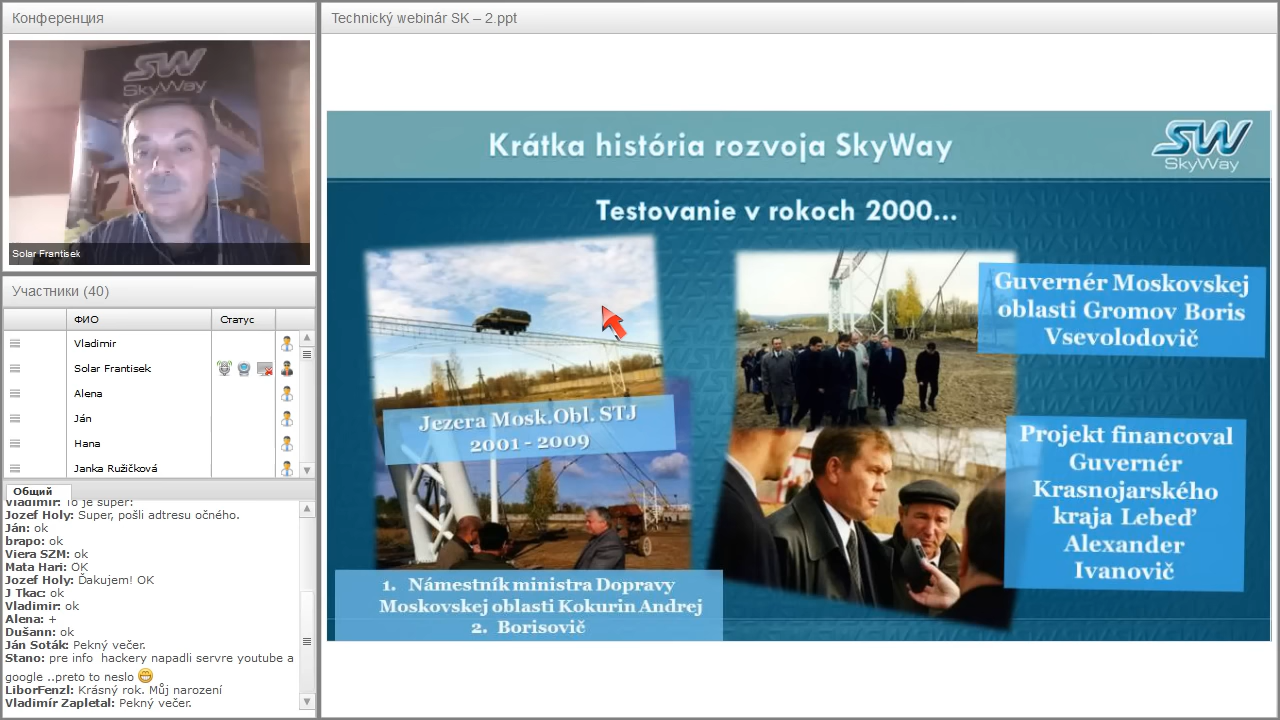 Конференция
SW
SkyWay
Solar Frantisek
Участники (40)
ФИО
Статус
Vladimir
Solar Frantisek
Alena
Ján
Hana
Janka Ružičková
Общий
Vladimir: To je super!
Jozef Holy: Super, pošli adtresu očného.
Ján: ok
brapo: ok
Viera SZM: ok
Mata Hari: OK
Jozef Holy: Ďakujem! OK
J Tkac: ok
Vladimir: ok
Alena: +
Dušann: ok
Ján Soták: Pekný večer.
Stano: pre info hackery napadli servre youtube a
google ..preto to neslo
LiborFenzl: Krásný rok. Můj narození
Vladimír Zapletal: Pekný večer.
Technický webinár SK – 2.ppt
Krátka história rozvoja SkyWay
SW
SkyWay
Testovanie v rokoch 2000...
Jezera Mosk.Obl. STJ
2001 - 2009
1. Námestník ministra Dopravy
Moskovskej oblasti Kokurin Andrej
2. Borisovič
Guvernér Moskovskej
oblasti Gromov Boris
Vsevolodovič
Projekt financoval
Guvernér
Krasnojarského
kraja Lebeď
Alexander
Ivanovič